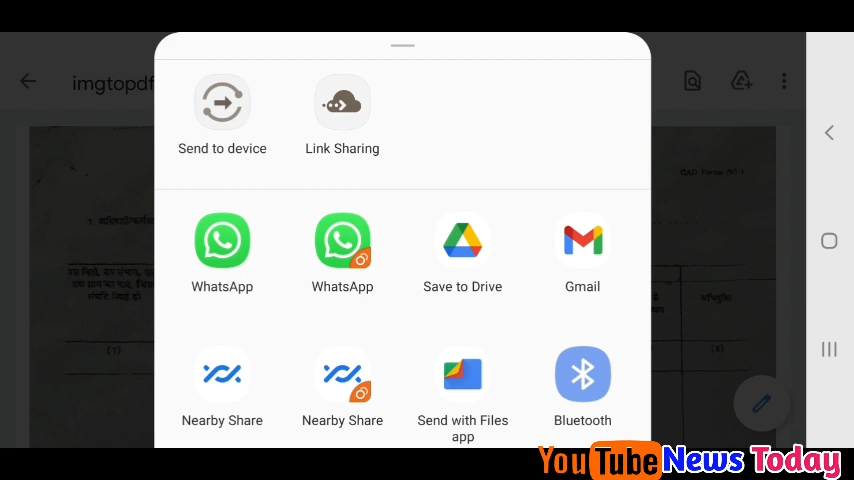 imgtopdf
Send to device
Link Sharing
WhatsApp
WhatsApp
Save to Drive
Gmail
Nearby Share
Nearby Share
Send with Files
app
Bluetooth
YouTube News Today